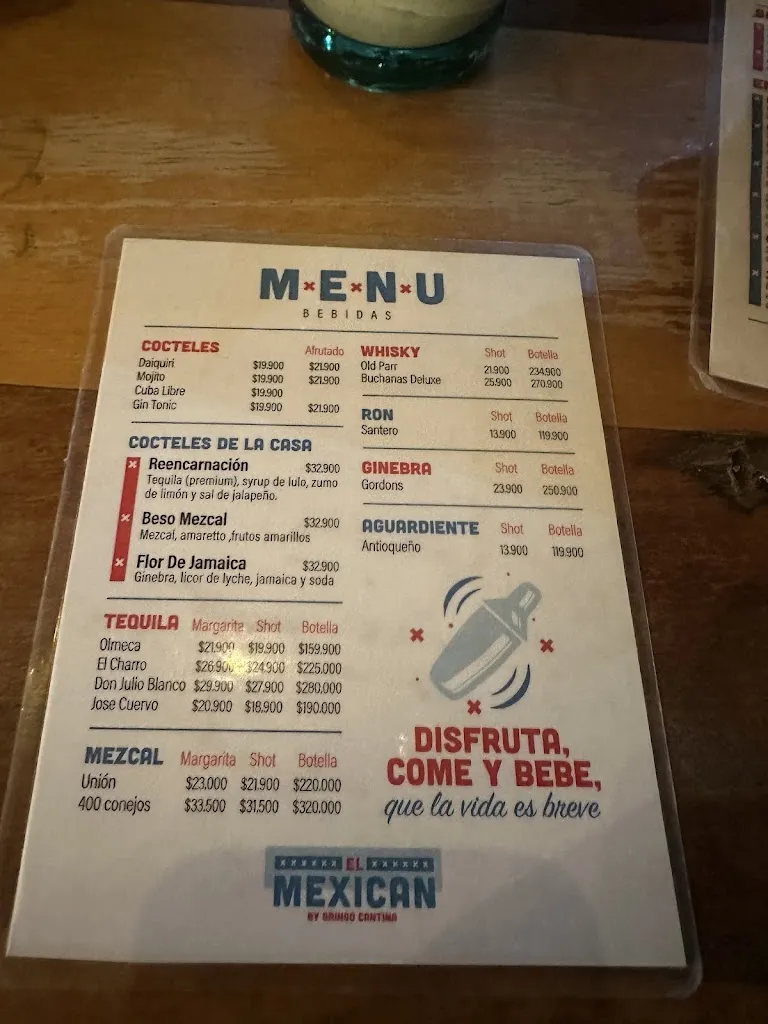 M×E×N×U
BEBIDAS
COCTELES Afrutado
Daiquiri $19.900 $21.900
Mojito $19.900 $21.900
Cuba Libre $19.900
Gin Tonic $19.900 $21.900
COCTELES DE LA CASA
Reencarnación $32.900
Tequila (premium), syrup de lulo, zumo
de limón y sal de jalapeño.
Beso Mezcal $32.900
Mezcal, amaretto ,frutos amarillos
Flor De Jamaica $32.900
Ginebra, licor de lyche, jamaica y soda
TEQUILA Margarita Shot Botella
Olmeca $21.900 $19.900 $159.900
El Charro $26.900 $24.900 $225.000
Don Julio Blanco $29.900 $27.900 $280.000
Jose Cuervo $20.900 $18.900 $190.000
MEZCAL Margarita Shot Botella
Unión $23.000 $21.900 $220.000
400 conejos $33.500 $31.500 $320.000
WHISKY Shot Botella
Old Parr 21.900 234.900
Buchanas Deluxe 25.900 270.900
RON Shot Botella
Santero 13.900 119.900
GINEBRA Shot Botella
Gordons 23.900 250.900
AGUARDIENTE Shot Botella
Antioqueño 13.900 119.900
DISFRUTA,
COME Y BEBE,
que la vida es breve
EL
MEXICAN
BY GRINGO CANTINA